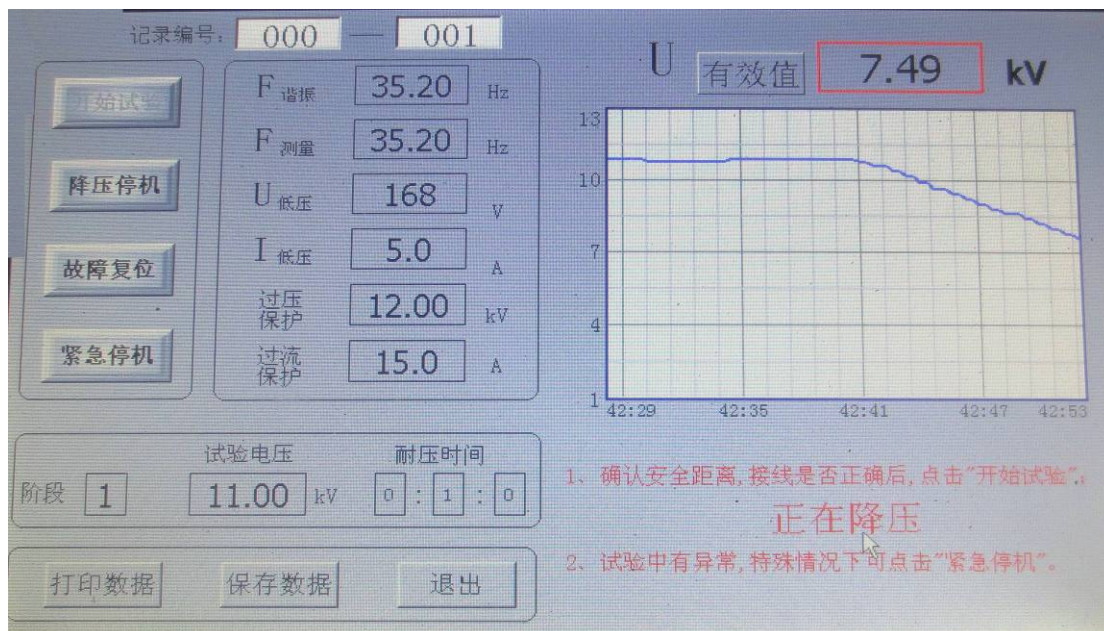 记录编号: 000 — 001
开始试验
降压停机
故障复位
紧急停机
F 谐振 35.20 Hz
F 测量 35.20 Hz
U 低压 168 V
I 低压 5.0 A
过压保护 12.00 kV
过流保护 15.0 A
U 有效值 7.49 kV
13
10
7
4
1
42:29 42:35 42:41 42:47 42:53
试验电压 耐压时间
阶段 1 11.00 kV 0 : 1 : 0
打印数据 保存数据 退出
1、确认安全距离,接线是否正确后,点击"开始试验";
正在降压
2、试验中有异常,特殊情况下可点击"紧急停机"。